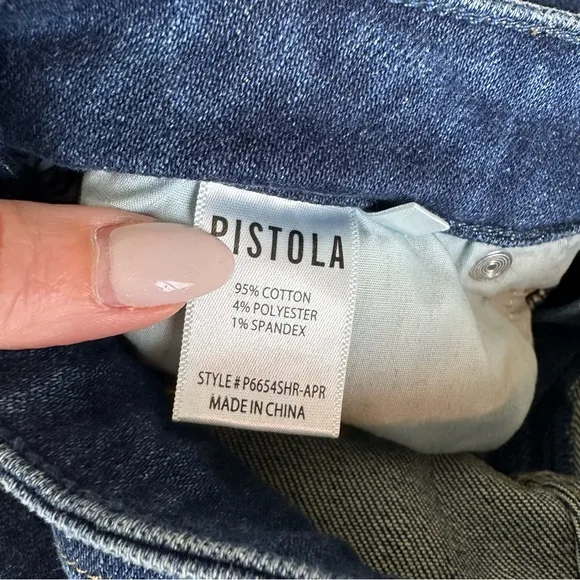 PISTOLA
95% COTTON
4% POLYESTER
1% SPANDEX
STYLE # P6654SHR-APR
MADE IN CHINA